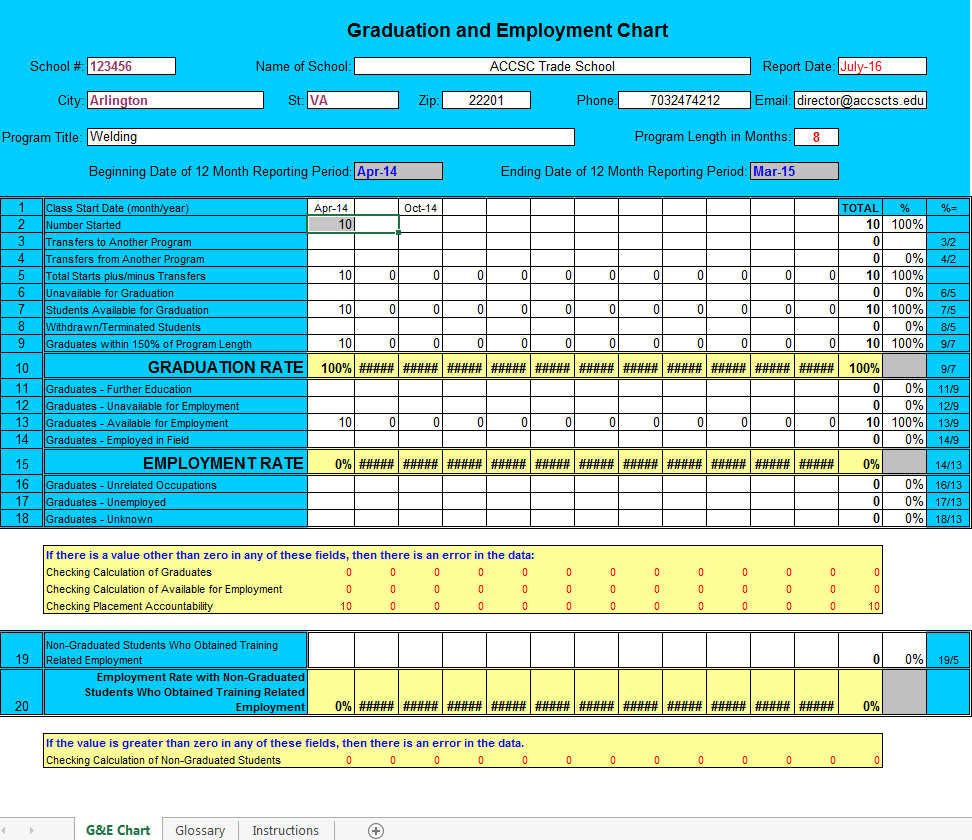 Graduation and Employment Chart
School #: 123456 Name of School: ACCSC Trade School Report Date: July-16
City: Arlington St: VA Zip: 22201 Phone: 7032474212 Email: director@accscts.edu
Program Title: Welding Program Length in Months: 8
Beginning Date of 12 Month Reporting Period: Apr-14 Ending Date of 12 Month Reporting Period: Mar-15
1 Class Start Date (month/year) Apr-14 Oct-14 TOTAL % %=
2 Number Started 10 10 100%
3 Transfers to Another Program 0 3/2
4 Transfers from Another Program 0 0% 4/2
5 Total Starts plus/minus Transfers 10 0 0 0 0 0 0 0 0 0 0 0 10 100%
6 Unavailable for Graduation 0 0% 6/5
7 Students Available for Graduation 10 0 0 0 0 0 0 0 0 0 0 0 10 100% 7/5
8 Withdrawn/Terminated Students 0 0% 8/5
9 Graduates within 150% of Program Length 10 0 0 0 0 0 0 0 0 0 0 0 10 100% 9/7
10 GRADUATION RATE 100% ##### ##### ##### ##### ##### ##### ##### ##### ##### ##### ##### 100% 9/7
11 Graduates - Further Education 0 0% 11/9
12 Graduates - Unavailable for Employment 0 0% 12/9
13 Graduates - Available for Employment 10 0 0 0 0 0 0 0 0 0 0 0 10 100% 13/9
14 Graduates - Employed in Field 0 0% 14/9
15 EMPLOYMENT RATE 0% ##### ##### ##### ##### ##### ##### ##### ##### ##### ##### ##### 0% 14/13
16 Graduates - Unrelated Occupations 0 0% 16/13
17 Graduates - Unemployed 0 0% 17/13
18 Graduates - Unknown 0 0% 18/13
If there is a value other than zero in any of these fields, then there is an error in the data:
Checking Calculation of Graduates 0 0 0 0 0 0 0 0 0 0 0 0 0
Checking Calculation of Available for Employment 0 0 0 0 0 0 0 0 0 0 0 0 0
Checking Placement Accountability 10 0 0 0 0 0 0 0 0 0 0 0 10
Non-Graduated Students Who Obtained Training
19 Related Employment 0 0% 19/5
Employment Rate with Non-Graduated
Students Who Obtained Training Related
20 Employment 0% ##### ##### ##### ##### ##### ##### ##### ##### ##### ##### ##### 0%
If the value is greater than zero in any of these fields, then there is an error in the data.
Checking Calculation of Non-Graduated Students 0 0 0 0 0 0 0 0 0 0 0 0 0
G&E Chart Glossary Instructions